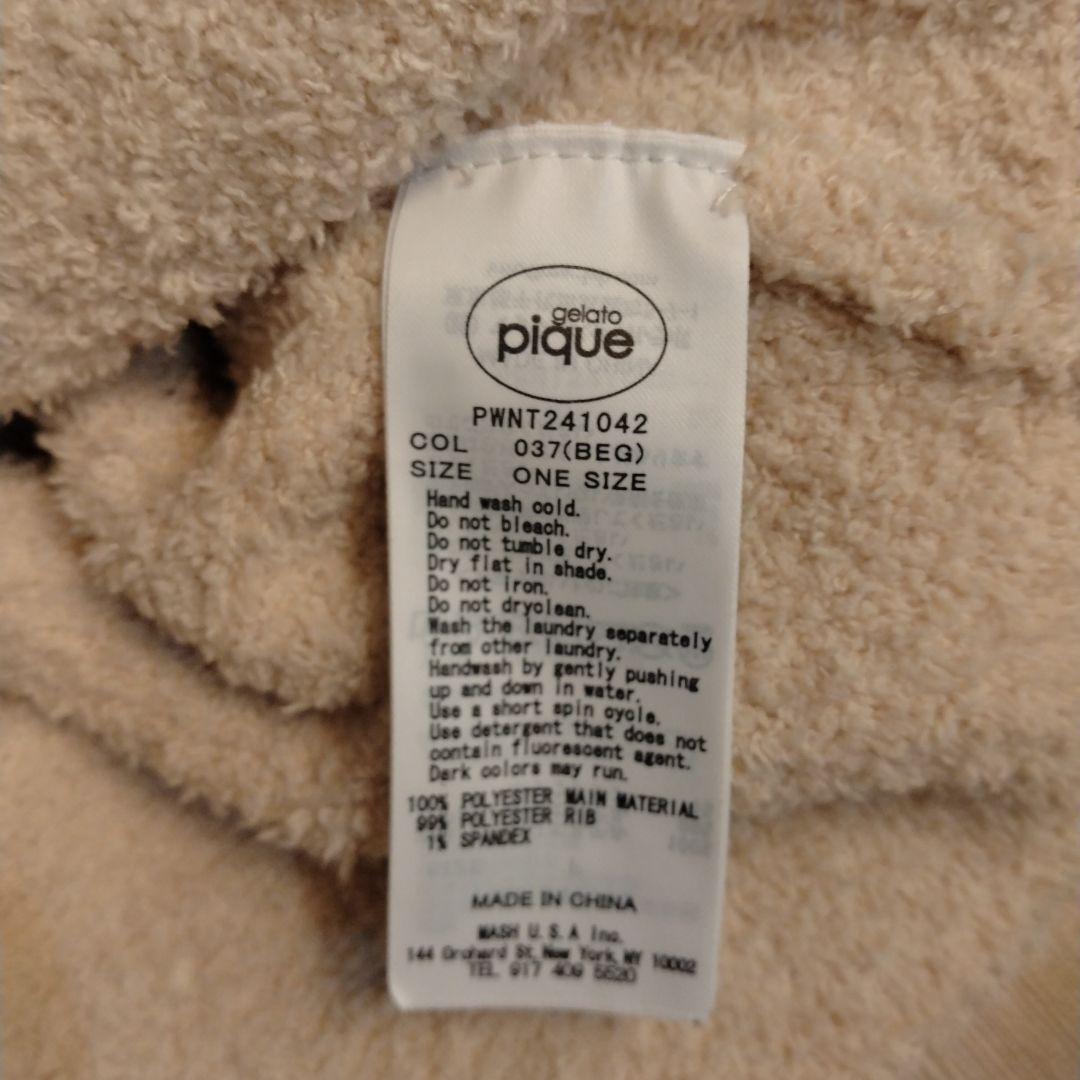 gelato
pique
PWNT241042
COL 037(BEG)
SIZE ONE SIZE
Hand wash cold.
Do not bleach.
Do not tumble dry.
Dry flat in shade.
Do not iron.
Do not dryclean.
Wash the laundry separately
from other laundry.
Handwash by gently pushing
up and down in water.
Use a short spin cycle.
Use detergent that does not
contain fluorescent agent.
Dark colors may run.
100% POLYESTER MAIN MATERIAL
99% POLYESTER RIB
1% SPANDEX
MADE IN CHINA
MASH U.S.A Inc.
144 Orchard St, New York, NY 10002
TEL 917 409 5520